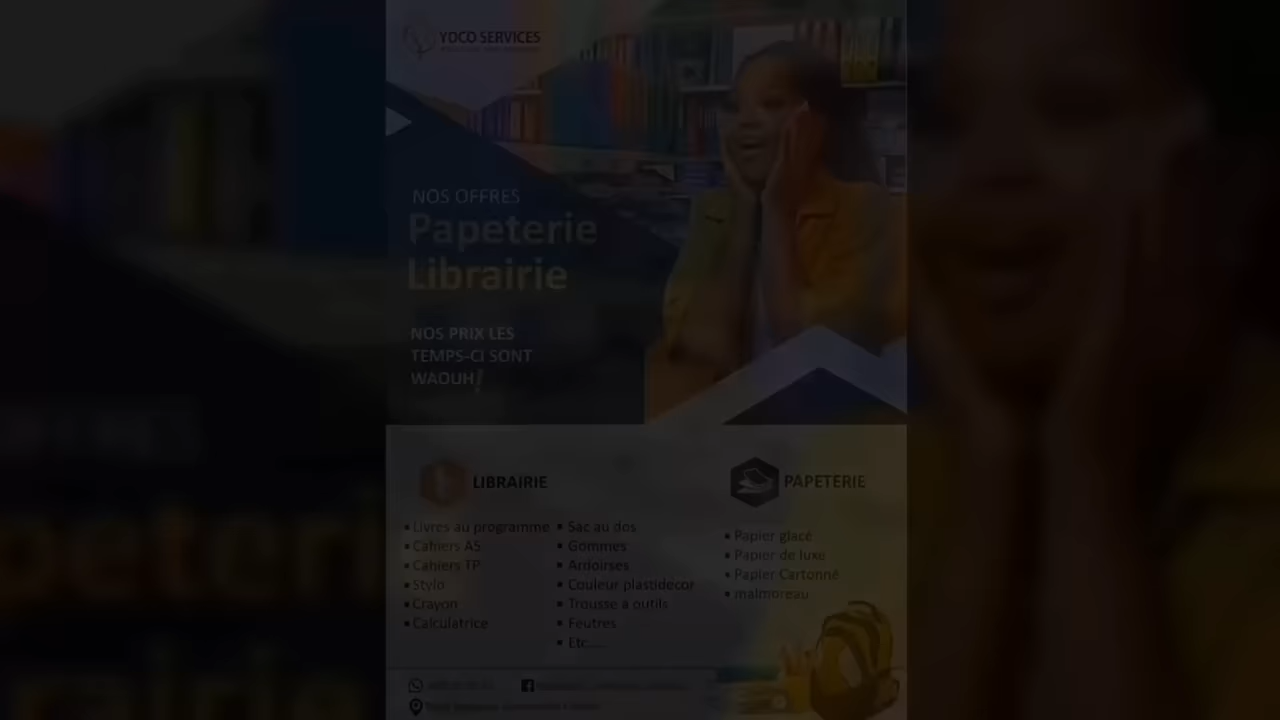 YOCO SERVICES
NOS OFFRES
Papeterie
Librairie
NOS PRIX LES
TEMPS-CI SONT
WAOUH !
LIBRAIRIE
Livres au programme
Cahiers A5
Cahiers TP
Stylo
Crayon
Calculatrice
Sac au dos
Gommes
Ardoirses
Couleur plastidecor
Trousse à outils
Feutres
Etc....
PAPETERIE
Papier glacé
Papier de luxe
Papier Cartonné
malmoreau